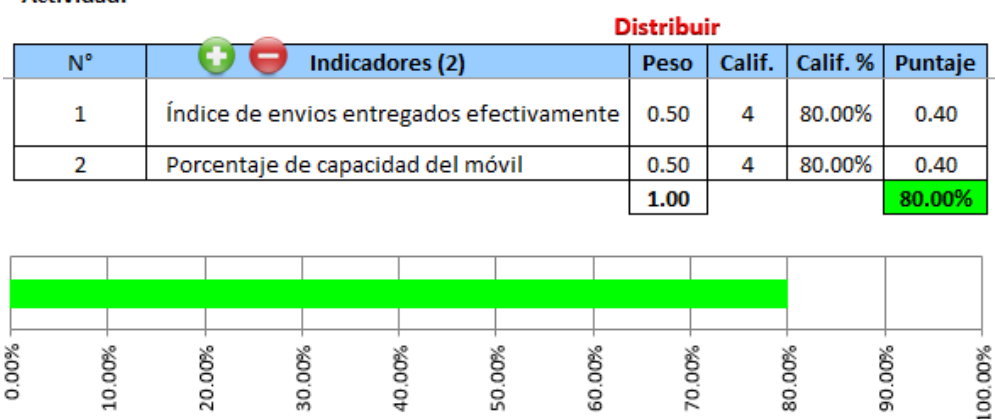 Actividad:
Distribuir
N° Indicadores (2) Peso Calif. Calif. % Puntaje
1 Índice de envios entregados efectivamente 0.50 4 80.00% 0.40
2 Porcentaje de capacidad del móvil 0.50 4 80.00% 0.40
1.00 80.00%
0.00% 10.00% 20.00% 30.00% 40.00% 50.00% 60.00% 70.00% 80.00% 90.00% 100.00%